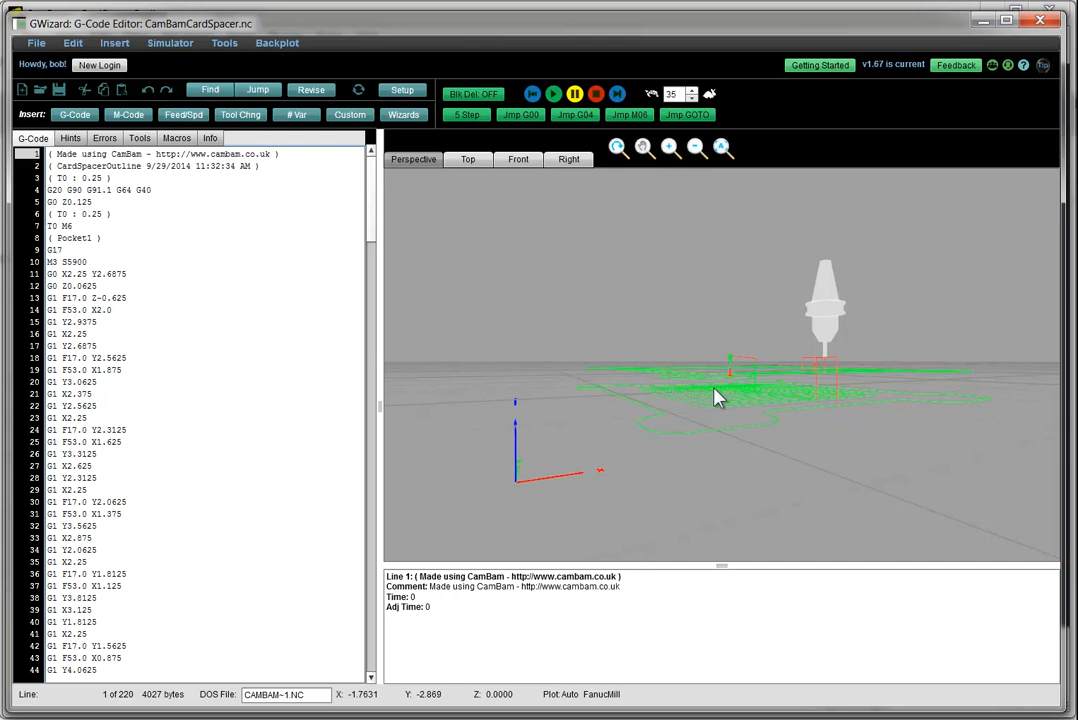 GWizard: G-Code Editor: CamBamCardSpacer.nc
File Edit Insert Simulator Tools Backplot
Howdy, bob! New Login Getting Started v1.67 is current Feedback ? Tip
Find Jump Revise Setup Blk Del: OFF 35
Insert: G-Code M-Code Feed/Spd Tool Chng # Var Custom Wizards 5 Step Jmp G00 Jmp G04 Jmp M06 Jmp GOTO
G-Code Hints Errors Tools Macros Info
Perspective Top Front Right A
1 ( Made using CamBam - http://www.cambam.co.uk )
2 ( CardSpacerOutline 9/29/2014 11:32:34 AM )
3 ( T0 : 0.25 )
4 G20 G90 G91.1 G64 G40
5 G0 Z0.125
6 ( T0 : 0.25 )
7 T0 M6
8 ( Pocket1 )
9 G17
10 M3 S5900
11 G0 X2.25 Y2.6875
12 G0 Z0.0625
13 G1 F17.0 Z-0.625
14 G1 F53.0 X2.0
15 G1 Y2.9375
16 G1 X2.25
17 G1 Y2.6875
18 G1 F17.0 Y2.5625
19 G1 F53.0 X1.875
20 G1 Y3.0625
21 G1 X2.375
22 G1 Y2.5625
23 G1 X2.25
24 G1 F17.0 Y2.3125
25 G1 F53.0 X1.625
26 G1 Y3.3125
27 G1 X2.625
28 G1 Y2.3125
29 G1 X2.25
30 G1 F17.0 Y2.0625
31 G1 F53.0 X1.375
32 G1 Y3.5625
33 G1 X2.875
34 G1 Y2.0625
35 G1 X2.25
36 G1 F17.0 Y1.8125
37 G1 F53.0 X1.125
38 G1 Y3.8125
39 G1 X3.125
40 G1 Y1.8125
41 G1 X2.25
42 G1 F17.0 Y1.5625
43 G1 F53.0 X0.875
44 G1 Y4.0625
Line 1: ( Made using CamBam - http://www.cambam.co.uk )
Comment: Made using CamBam - http://www.cambam.co.uk
Time: 0
Adj Time: 0
Line: 1 of 220 4027 bytes DOS File: CAMBAM~1.NC X: -1.7631 Y: -2.869 Z: 0.0000 Plot: Auto FanucMill